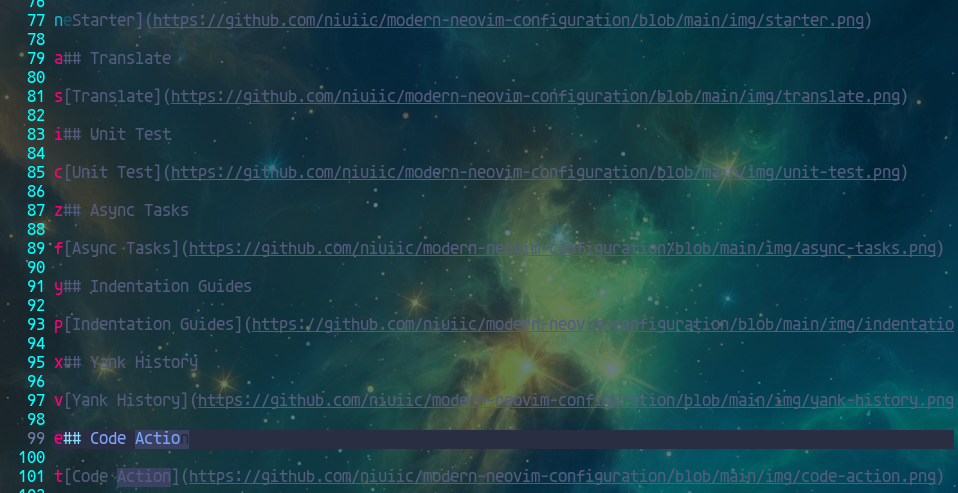 76
77 neStarter](https://github.com/niuiic/modern-neovim-configuration/blob/main/img/starter.png)
78
79 a## Translate
80
81 s[Translate](https://github.com/niuiic/modern-neovim-configuration/blob/main/img/translate.png)
82
83 i## Unit Test
84
85 c[Unit Test](https://github.com/niuiic/modern-neovim-configuration/blob/main/img/unit-test.png)
86
87 z## Async Tasks
88
89 f[Async Tasks](https://github.com/niuiic/modern-neovim-configuration/blob/main/img/async-tasks.png)
90
91 y## Indentation Guides
92
93 p[Indentation Guides](https://github.com/niuiic/modern-neovim-configuration/blob/main/img/indentatio
94
95 x## Yank History
96
97 v[Yank History](https://github.com/niuiic/modern-neovim-configuration/blob/main/img/yank-history.png
98
99 e## Code Actio
100
101 t[Code Action](https://github.com/niuiic/modern-neovim-configuration/blob/main/img/code-action.png)
102